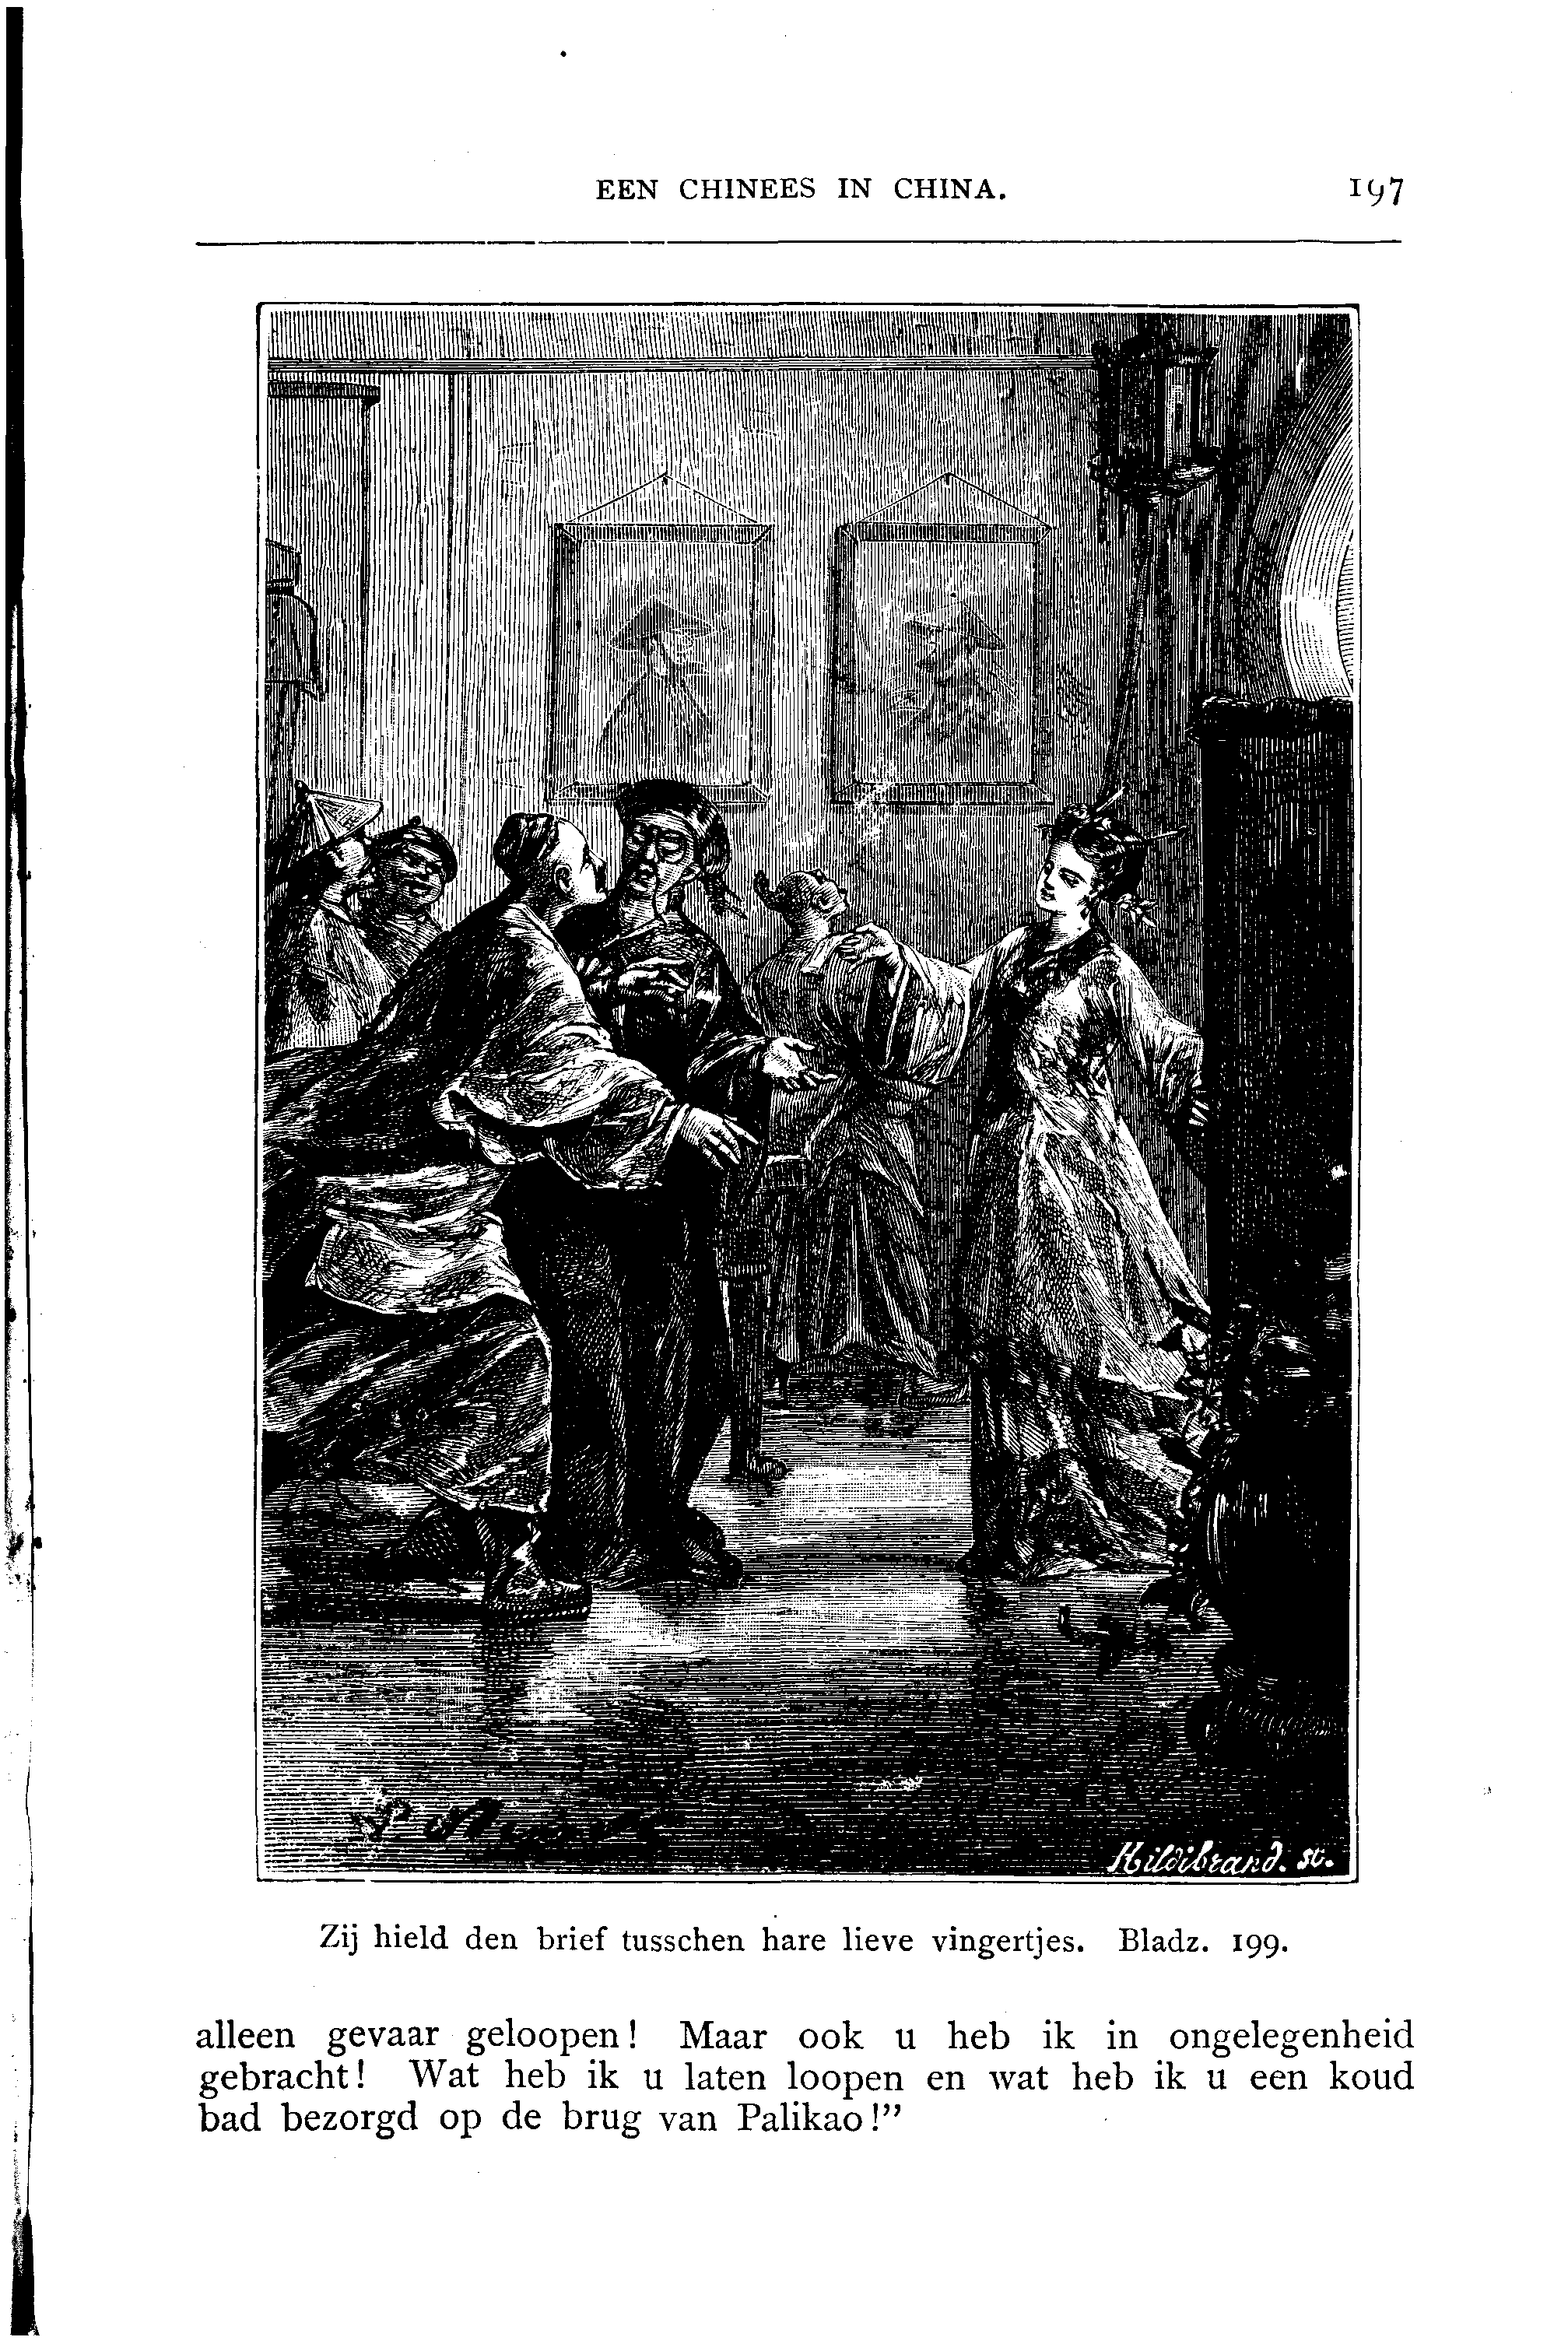 EEN CHINEES IN CHINA. 197
Hildibrand. sc.
Zij hield den brief tusschen hare lieve vingertjes. Bladz. 199.
alleen gevaar geloopen! Maar ook u heb ik in ongelegenheid
gebracht! Wat heb ik u laten loopen en wat heb ik u een koud
bad bezorgd op de brug van Palikao!”